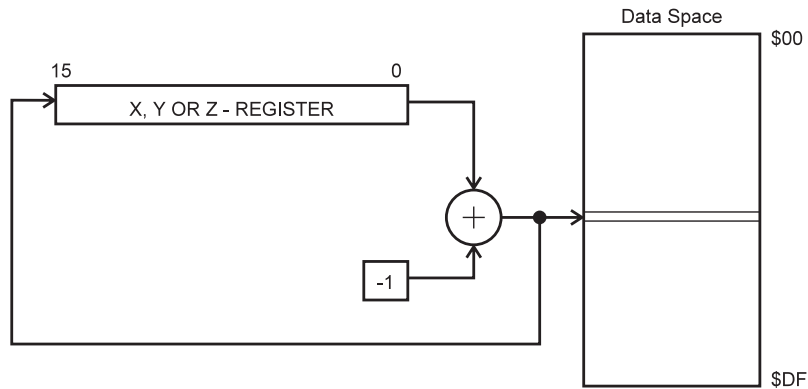 Data Space
$00
15
0
X, Y OR Z - REGISTER
+
-1
$DF